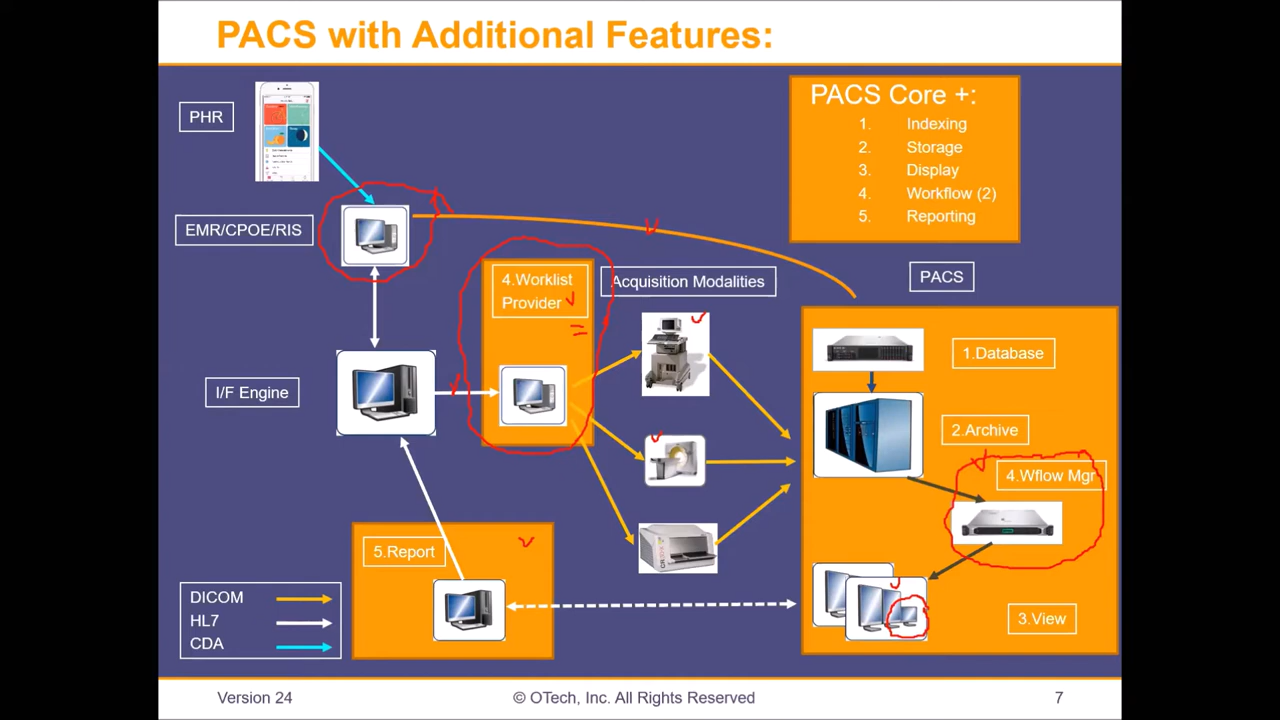 PACS with Additional Features:
PHR
PACS Core +:
1. Indexing
2. Storage
3. Display
4. Workflow (2)
5. Reporting
EMR/CPOE/RIS
4.Worklist
Provider
Acquisition Modalities
PACS
1.Database
I/F Engine
2.Archive
4.Wflow Mgr
5.Report
3.View
DICOM
HL7
CDA
Version 24
© OTech, Inc. All Rights Reserved
7